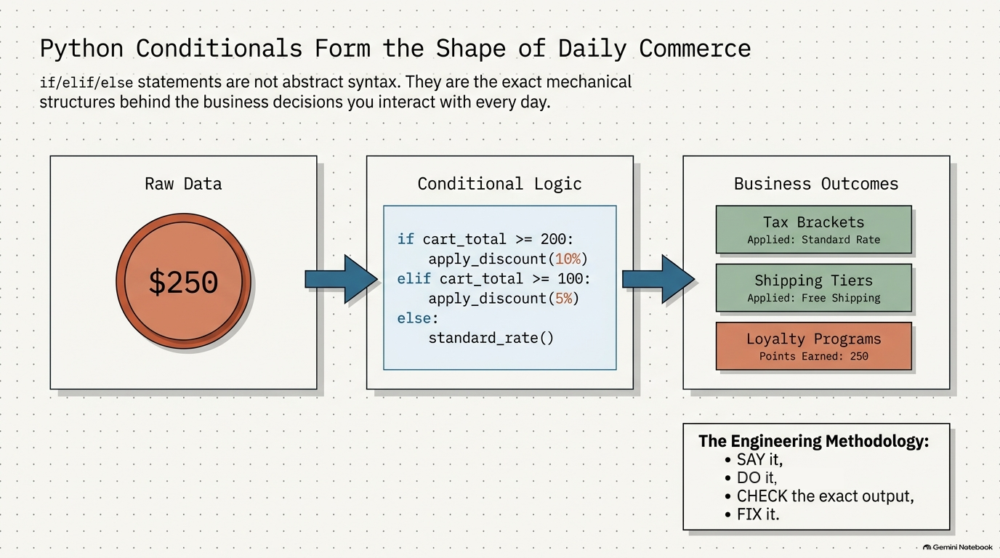 Python Conditionals Form the Shape of Daily Commerce
if/elif/else statements are not abstract syntax. They are the exact mechanical
structures behind the business decisions you interact with every day.
Raw Data
$250
Conditional Logic
if cart_total >= 200:
apply_discount(10%)
elif cart_total >= 100:
apply_discount(5%)
else:
standard_rate()
Business Outcomes
Tax Brackets
Applied: Standard Rate
Shipping Tiers
Applied: Free Shipping
Loyalty Programs
Points Earned: 250
The Engineering Methodology:
• SAY it,
• DO it,
• CHECK the exact output,
• FIX it.
Gemini Notebook